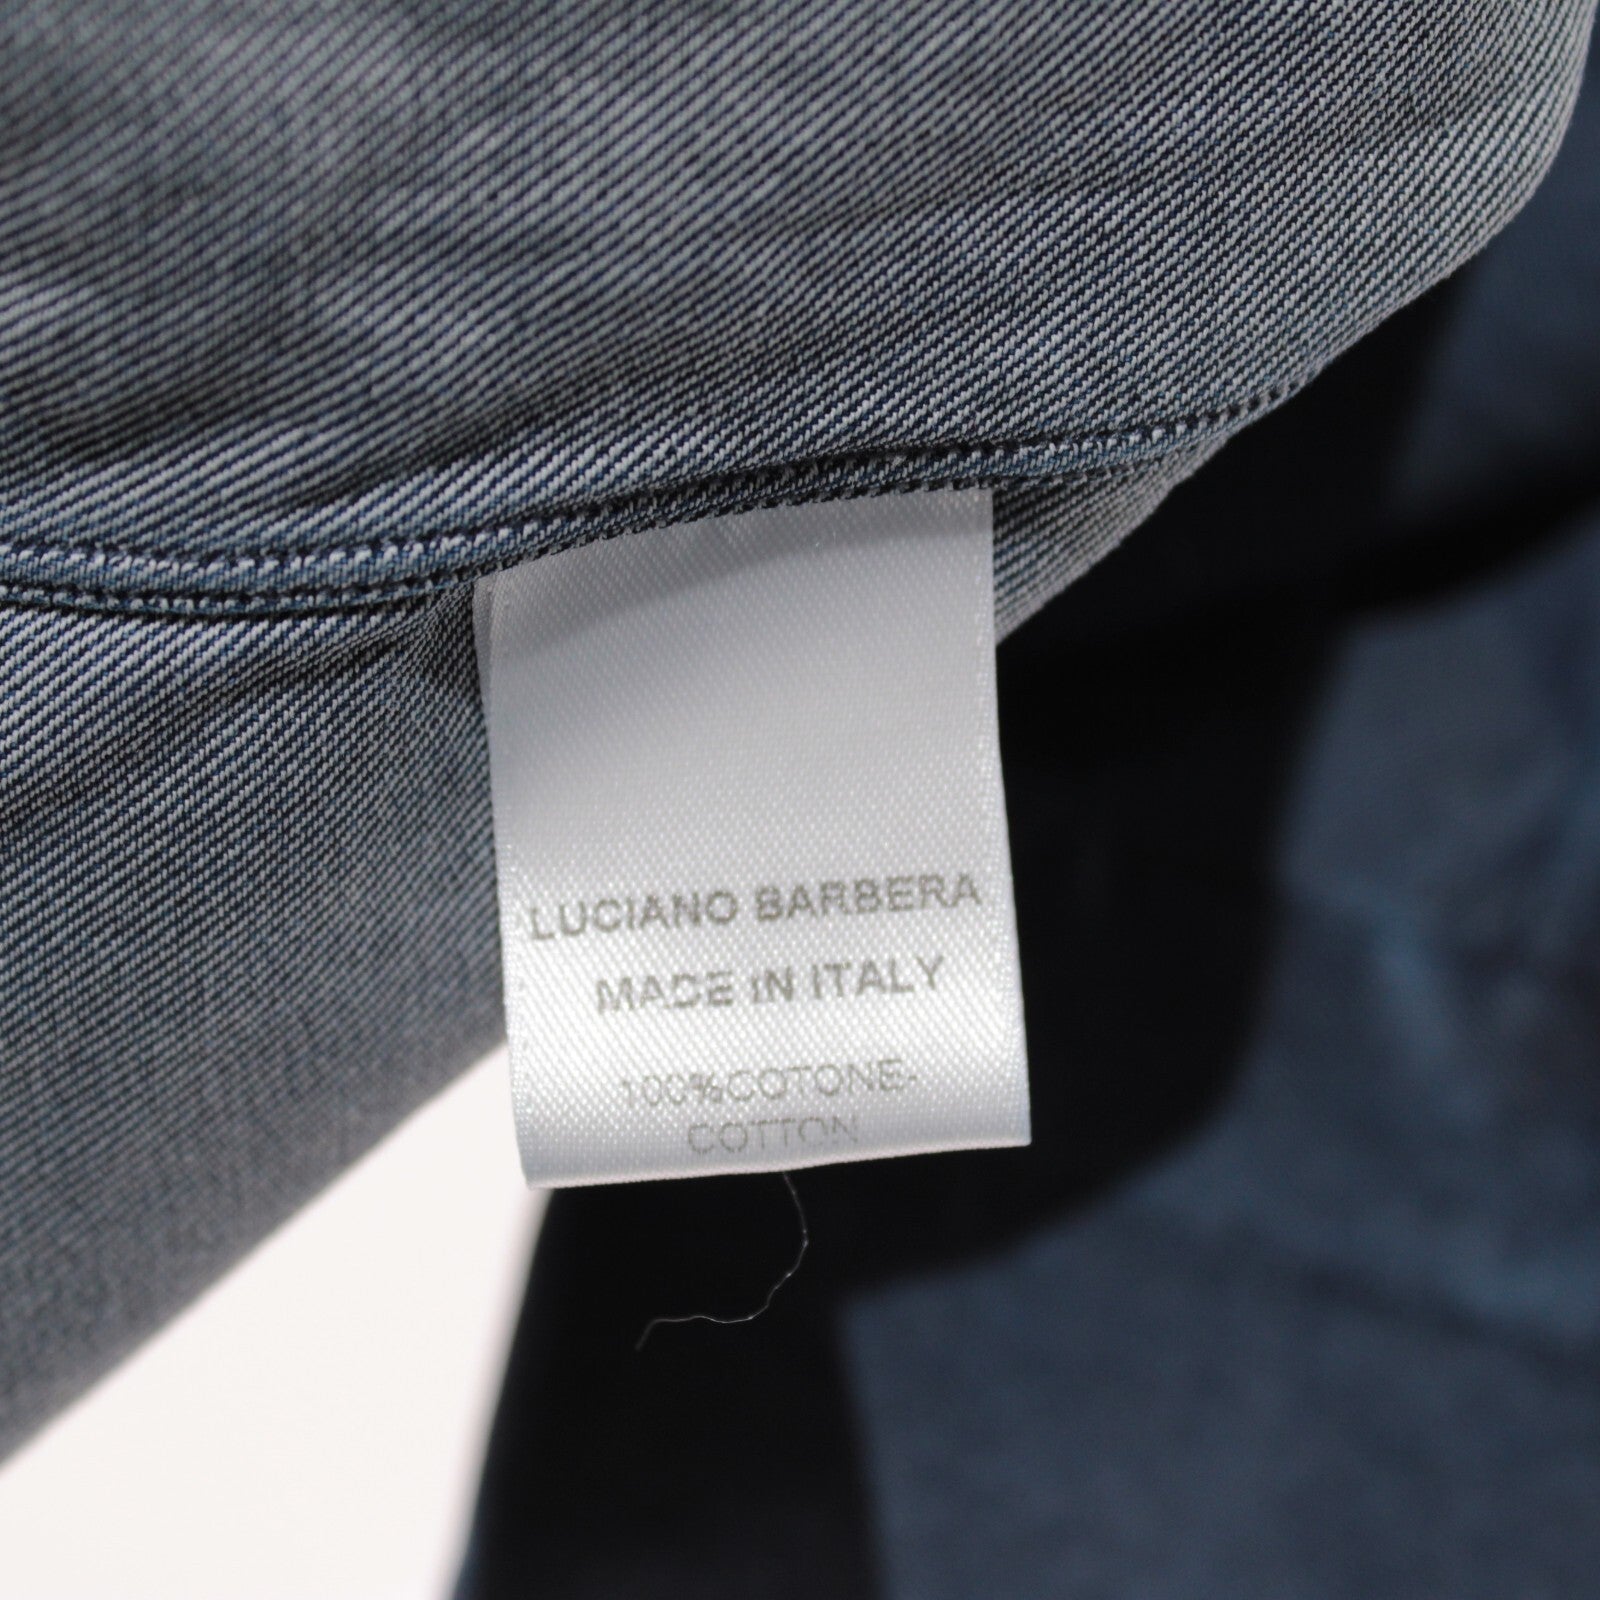 LUCIANO BARBERA
MADE IN ITALY
100%COTONE-
COTTON